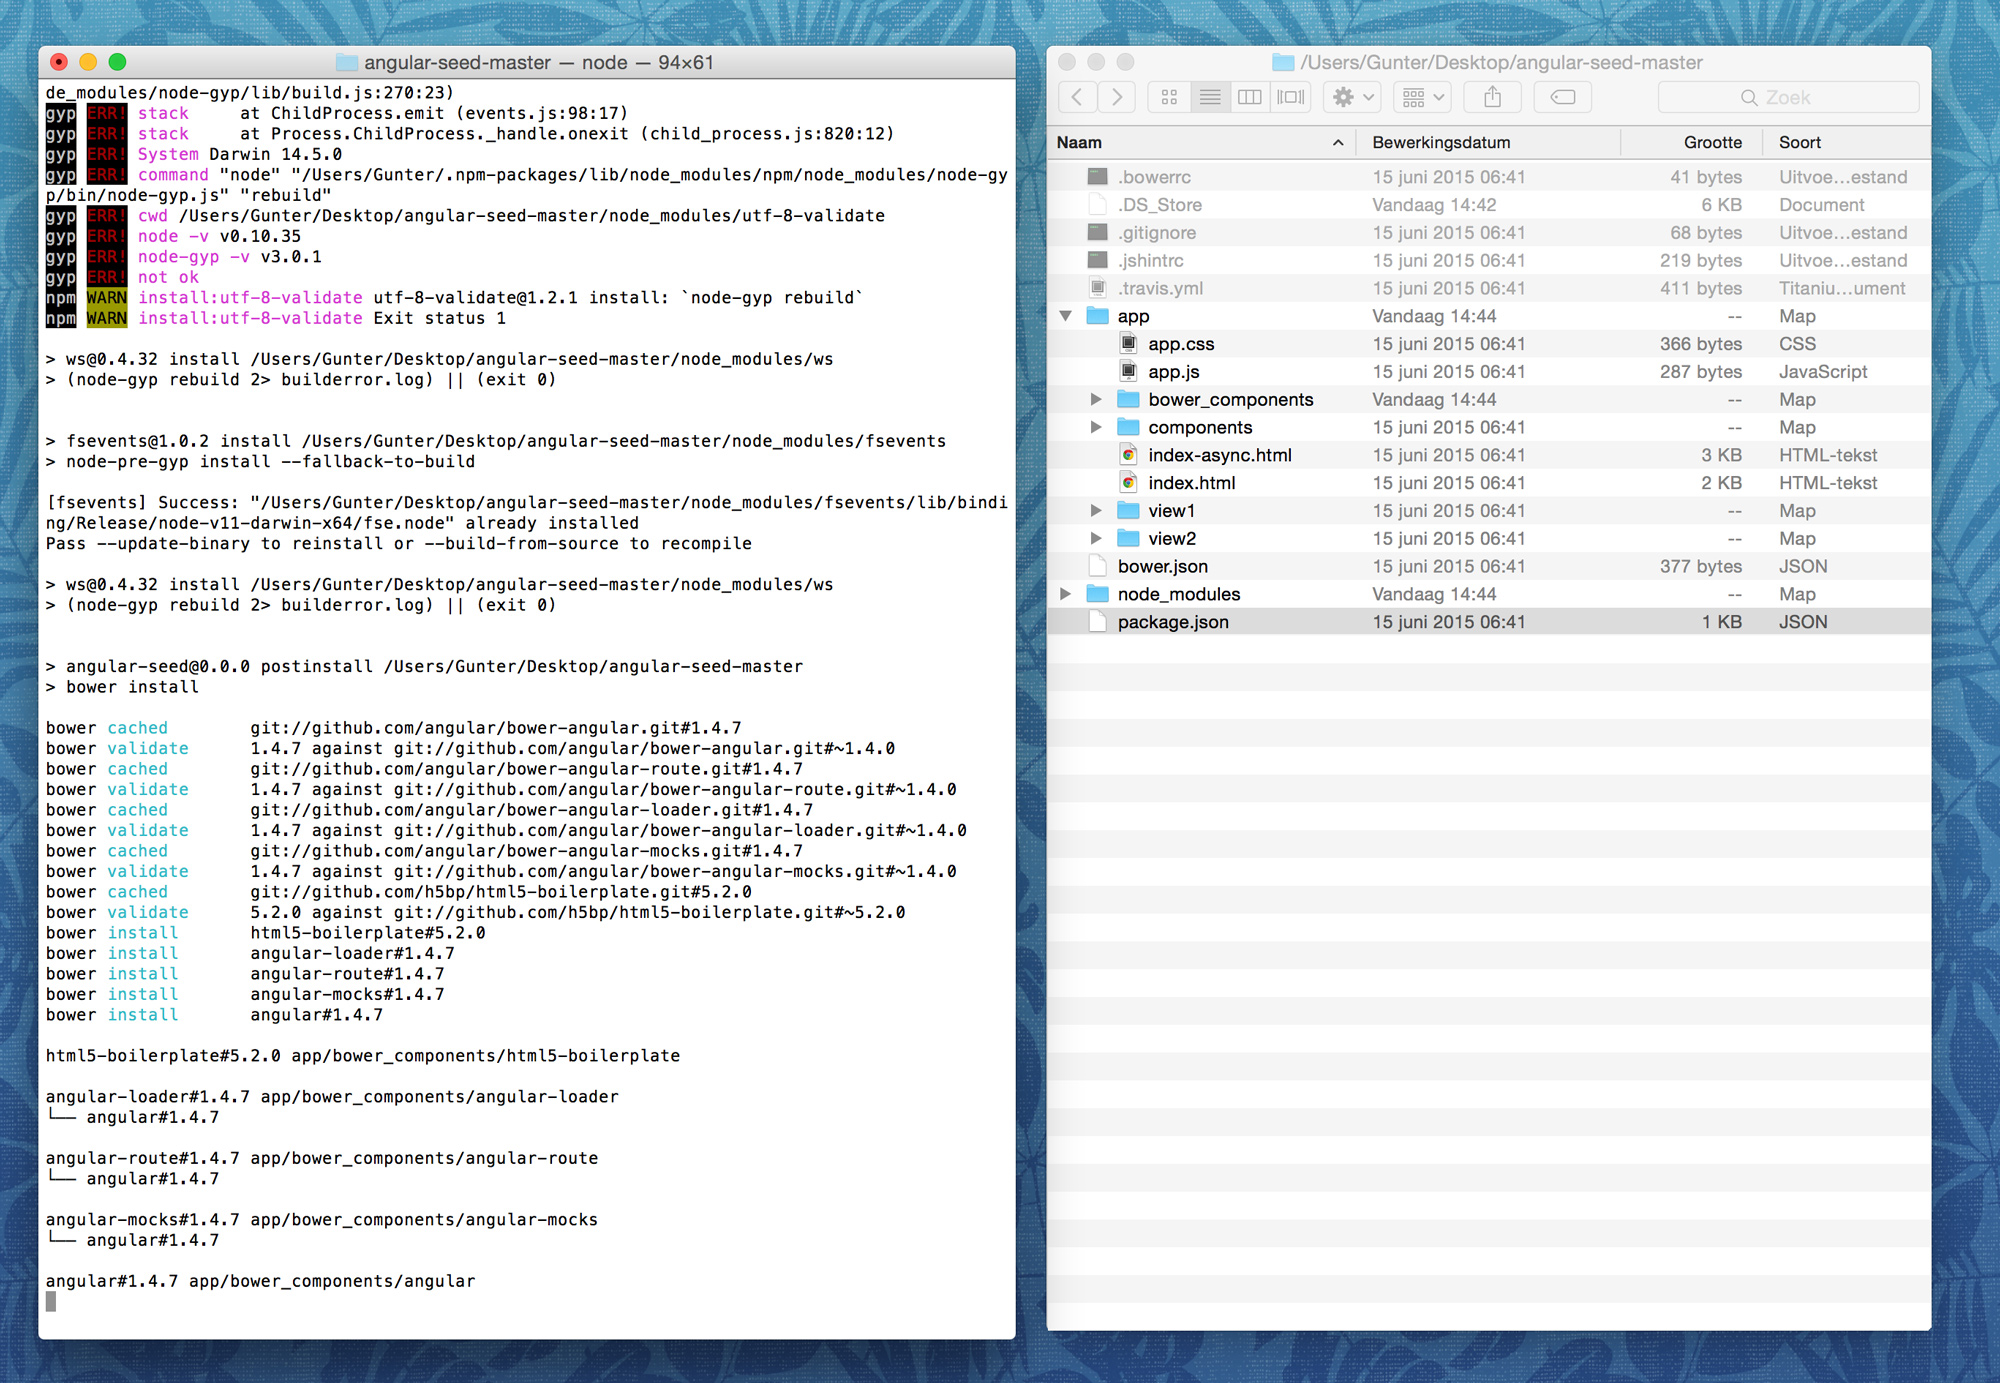 angular-seed-master — node — 94×61
de_modules/node-gyp/lib/build.js:270:23)
gyp ERR! stack     at ChildProcess.emit (events.js:98:17)
gyp ERR! stack     at Process.ChildProcess._handle.onexit (child_process.js:820:12)
gyp ERR! System Darwin 14.5.0
gyp ERR! command "node" "/Users/Gunter/.npm-packages/lib/node_modules/npm/node_modules/node-gy
p/bin/node-gyp.js" "rebuild"
gyp ERR! cwd /Users/Gunter/Desktop/angular-seed-master/node_modules/utf-8-validate
gyp ERR! node -v v0.10.35
gyp ERR! node-gyp -v v3.0.1
gyp ERR! not ok
npm WARN install:utf-8-validate utf-8-validate@1.2.1 install: `node-gyp rebuild`
npm WARN install:utf-8-validate Exit status 1
> ws@0.4.32 install /Users/Gunter/Desktop/angular-seed-master/node_modules/ws
> (node-gyp rebuild 2> builderror.log) || (exit 0)
> fsevents@1.0.2 install /Users/Gunter/Desktop/angular-seed-master/node_modules/fsevents
> node-pre-gyp install --fallback-to-build
[fsevents] Success: "/Users/Gunter/Desktop/angular-seed-master/node_modules/fsevents/lib/bindi
ng/Release/node-v11-darwin-x64/fse.node" already installed
Pass --update-binary to reinstall or --build-from-source to recompile
> ws@0.4.32 install /Users/Gunter/Desktop/angular-seed-master/node_modules/ws
> (node-gyp rebuild 2> builderror.log) || (exit 0)
> angular-seed@0.0.0 postinstall /Users/Gunter/Desktop/angular-seed-master
> bower install
bower cached        git://github.com/angular/bower-angular.git#1.4.7
bower validate      1.4.7 against git://github.com/angular/bower-angular.git#~1.4.0
bower cached        git://github.com/angular/bower-angular-route.git#1.4.7
bower validate      1.4.7 against git://github.com/angular/bower-angular-route.git#~1.4.0
bower cached        git://github.com/angular/bower-angular-loader.git#1.4.7
bower validate      1.4.7 against git://github.com/angular/bower-angular-loader.git#~1.4.0
bower cached        git://github.com/angular/bower-angular-mocks.git#1.4.7
bower validate      1.4.7 against git://github.com/angular/bower-angular-mocks.git#~1.4.0
bower cached        git://github.com/h5bp/html5-boilerplate.git#5.2.0
bower validate      5.2.0 against git://github.com/h5bp/html5-boilerplate.git#~5.2.0
bower install       html5-boilerplate#5.2.0
bower install       angular-loader#1.4.7
bower install       angular-route#1.4.7
bower install       angular-mocks#1.4.7
bower install       angular#1.4.7
html5-boilerplate#5.2.0 app/bower_components/html5-boilerplate
angular-loader#1.4.7 app/bower_components/angular-loader
└── angular#1.4.7
angular-route#1.4.7 app/bower_components/angular-route
└── angular#1.4.7
angular-mocks#1.4.7 app/bower_components/angular-mocks
└── angular#1.4.7
angular#1.4.7 app/bower_components/angular
/Users/Gunter/Desktop/angular-seed-master
Zoek
Naam Bewerkingsdatum Grootte Soort
.bowerrc 15 juni 2015 06:41 41 bytes Uitvoe...estand
.DS_Store Vandaag 14:42 6 KB Document
.gitignore 15 juni 2015 06:41 68 bytes Uitvoe...estand
.jshintrc 15 juni 2015 06:41 219 bytes Uitvoe...estand
.travis.yml 15 juni 2015 06:41 411 bytes Titaniu...ument
app Vandaag 14:44 -- Map
app.css 15 juni 2015 06:41 366 bytes CSS
app.js 15 juni 2015 06:41 287 bytes JavaScript
bower_components Vandaag 14:44 -- Map
components 15 juni 2015 06:41 -- Map
index-async.html 15 juni 2015 06:41 3 KB HTML-tekst
index.html 15 juni 2015 06:41 2 KB HTML-tekst
view1 15 juni 2015 06:41 -- Map
view2 15 juni 2015 06:41 -- Map
bower.json 15 juni 2015 06:41 377 bytes JSON
node_modules Vandaag 14:44 -- Map
package.json 15 juni 2015 06:41 1 KB JSON